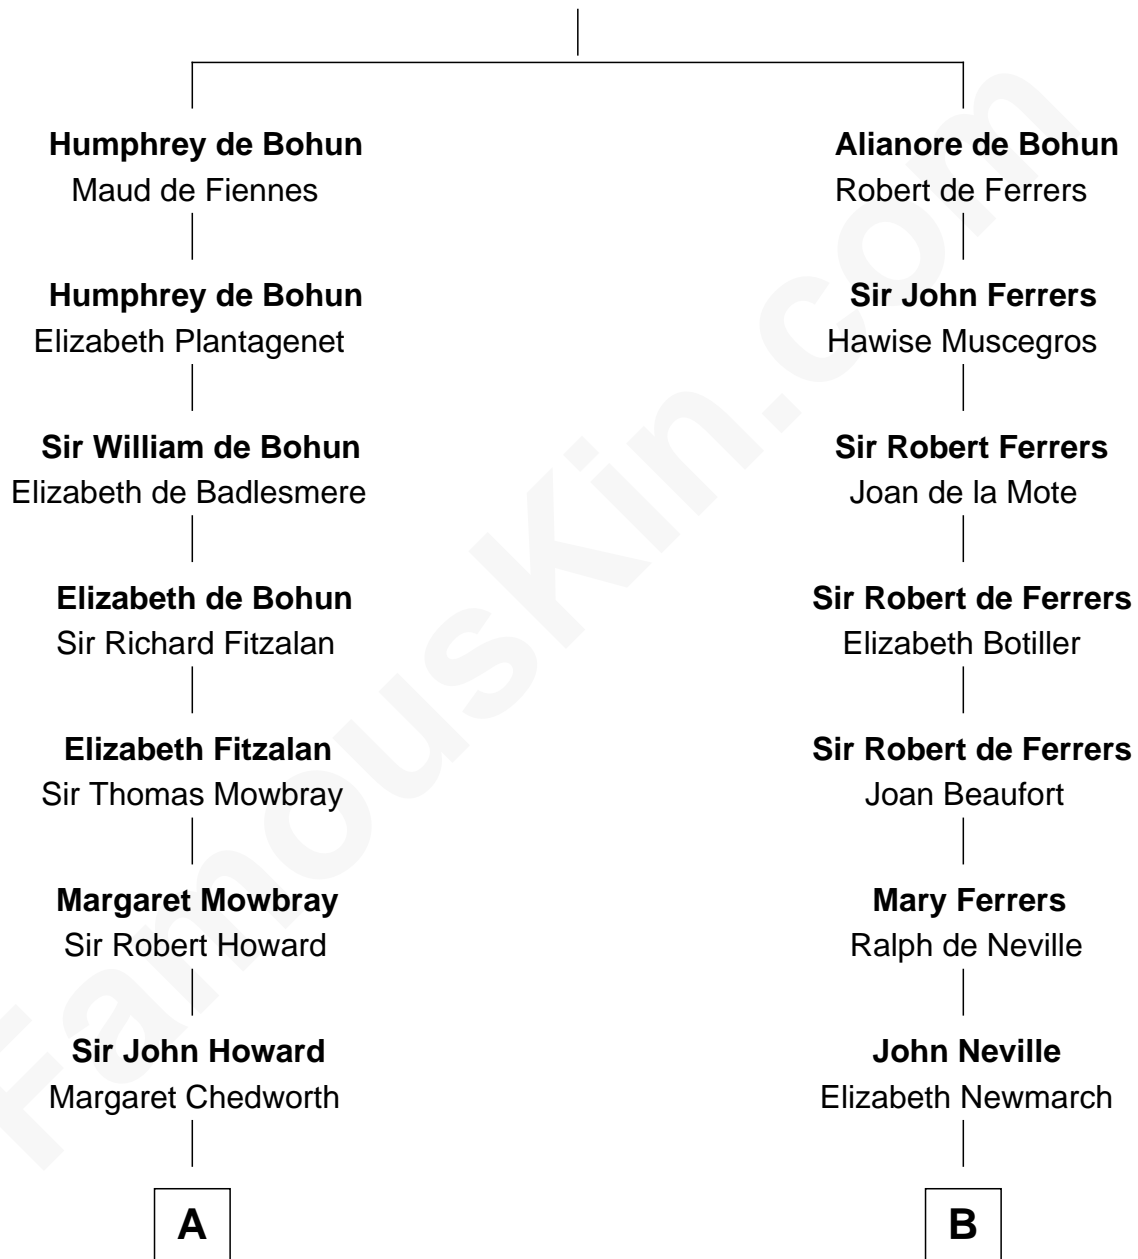 Humphrey de Bohun
Maud de Fiennes
Alianore de Bohun
Robert de Ferrers
Humphrey de Bohun
Elizabeth Plantagenet
Sir John Ferrers
Hawise Muscegros
Sir William de Bohun
Elizabeth de Badlesmere
Sir Robert Ferrers
Joan de la Mote
Elizabeth de Bohun
Sir Richard Fitzalan
Sir Robert de Ferrers
Elizabeth Botiller
Elizabeth Fitzalan
Sir Thomas Mowbray
Sir Robert de Ferrers
Joan Beaufort
Margaret Mowbray
Sir Robert Howard
Mary Ferrers
Ralph de Neville
Sir John Howard
Margaret Chedworth
John Neville
Elizabeth Newmarch
A
B
FamousKin.com